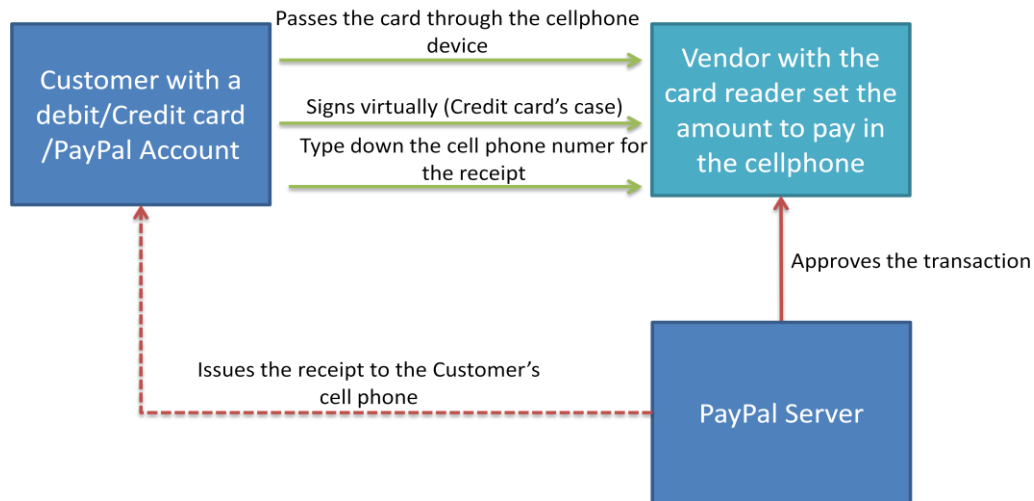 Passes the card through the cellphone
device
Customer with a
debit/Credit card
/PayPal Account
Signs virtually (Credit card’s case)
Type down the cell phone numer for
the receipt
Vendor with the
card reader set the
amount to pay in
the cellphone
Approves the transaction
Issues the receipt to the Customer’s
cell phone
PayPal Server